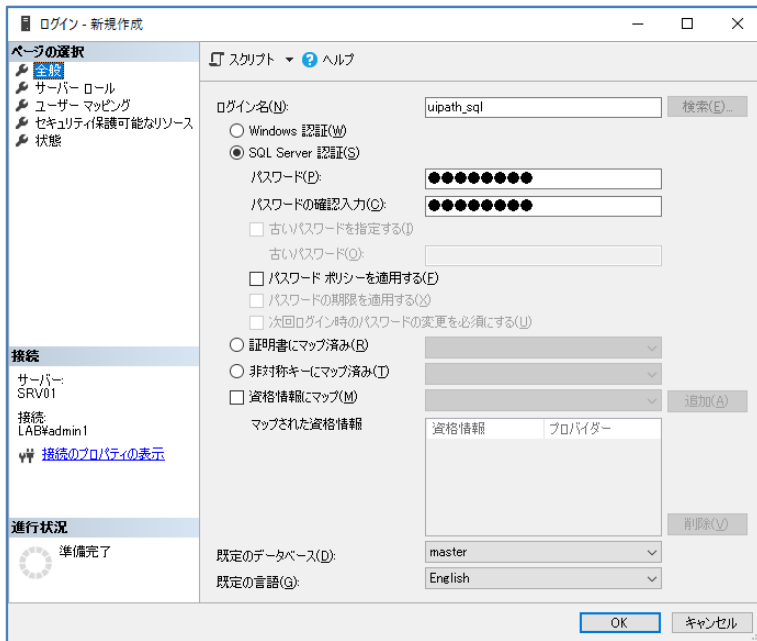 ログイン - 新規作成
ページの選択
全般
サーバー ロール
ユーザー マッピング
セキュリティ保護可能なリソース
状態
接続
サーバー:
SRV01
接続:
LAB¥admin1
接続のプロパティの表示
進行状況
準備完了
スクリプト ヘルプ
ログイン名(N): uipath_sql 検索(E)...
Windows 認証(W)
SQL Server 認証(S)
パスワード(P): ●●●●●●●●
パスワードの確認入力(C): ●●●●●●●●
古いパスワードを指定する(I)
古いパスワード(O):
パスワード ポリシーを適用する(F)
パスワードの期限を適用する(X)
次回ログイン時のパスワードの変更を必須にする(U)
証明書にマップ済み(R)
非対称キーにマップ済み(T)
資格情報にマップ(M) 追加(A)
マップされた資格情報 資格情報 プロバイダー
削除(V)
既定のデータベース(D): master
既定の言語(G): English
OK キャンセル